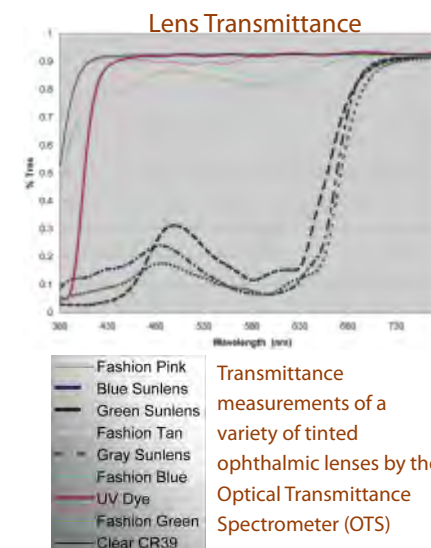 Lens Transmittance
1
0.9
0.8
0.7
0.6
0.5
0.4
0.3
0.2
0.1
0
% Tras
380
430
480
530
580
630
680
730
Wavelength (nm)
Fashion Pink
Blue Sunlens
Green Sunlens
Fashion Tan
Gray Sunlens
Fashion Blue
UV Dye
Fashion Green
Clear CR39
Transmittance
measurements of a
variety of tinted
ophthalmic lenses by the
Optical Transmittance
Spectrometer (OTS)